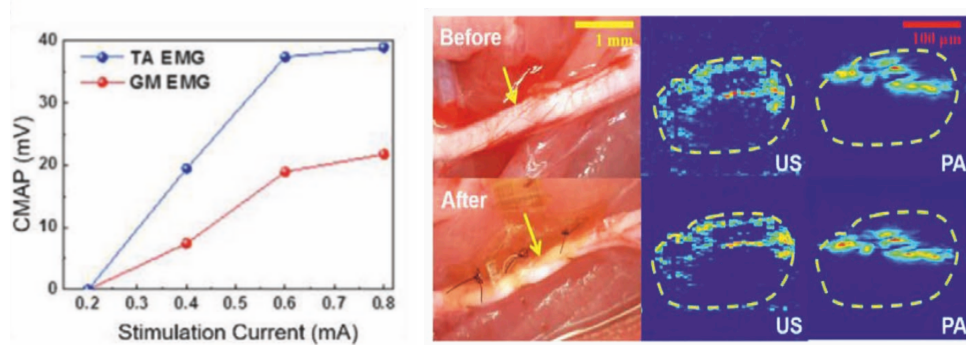 40
30
20
10
0
CMAP (mV)
TA EMG
GM EMG
0.2 0.3 0.4 0.5 0.6 0.7 0.8
Stimulation Current (mA)
Before
1 mm
100 μm
US
PA
After
US
PA